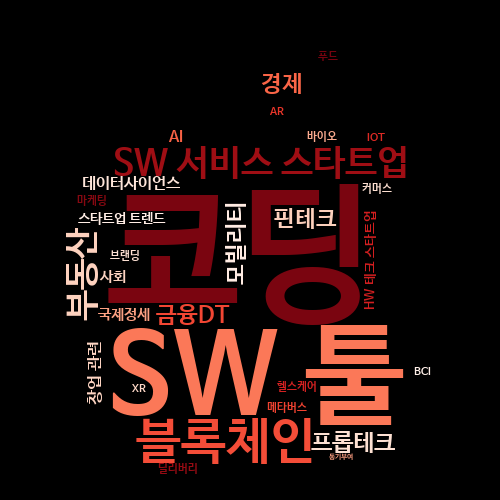 푸드
경제
AR
AI
바이오
IOT
SW 서비스 스타트업
데이터사이언스
커머스
마케팅
스타트업 트렌드
코딩
핀테크
모빌리티
HW 테크 스타트업
부동산
브랜딩
사회
국제정세
금융DT
SW 툴
창업 관련
BCI
XR
헬스케어
메타버스
블록체인
프롭테크
동기부여
딜리버리